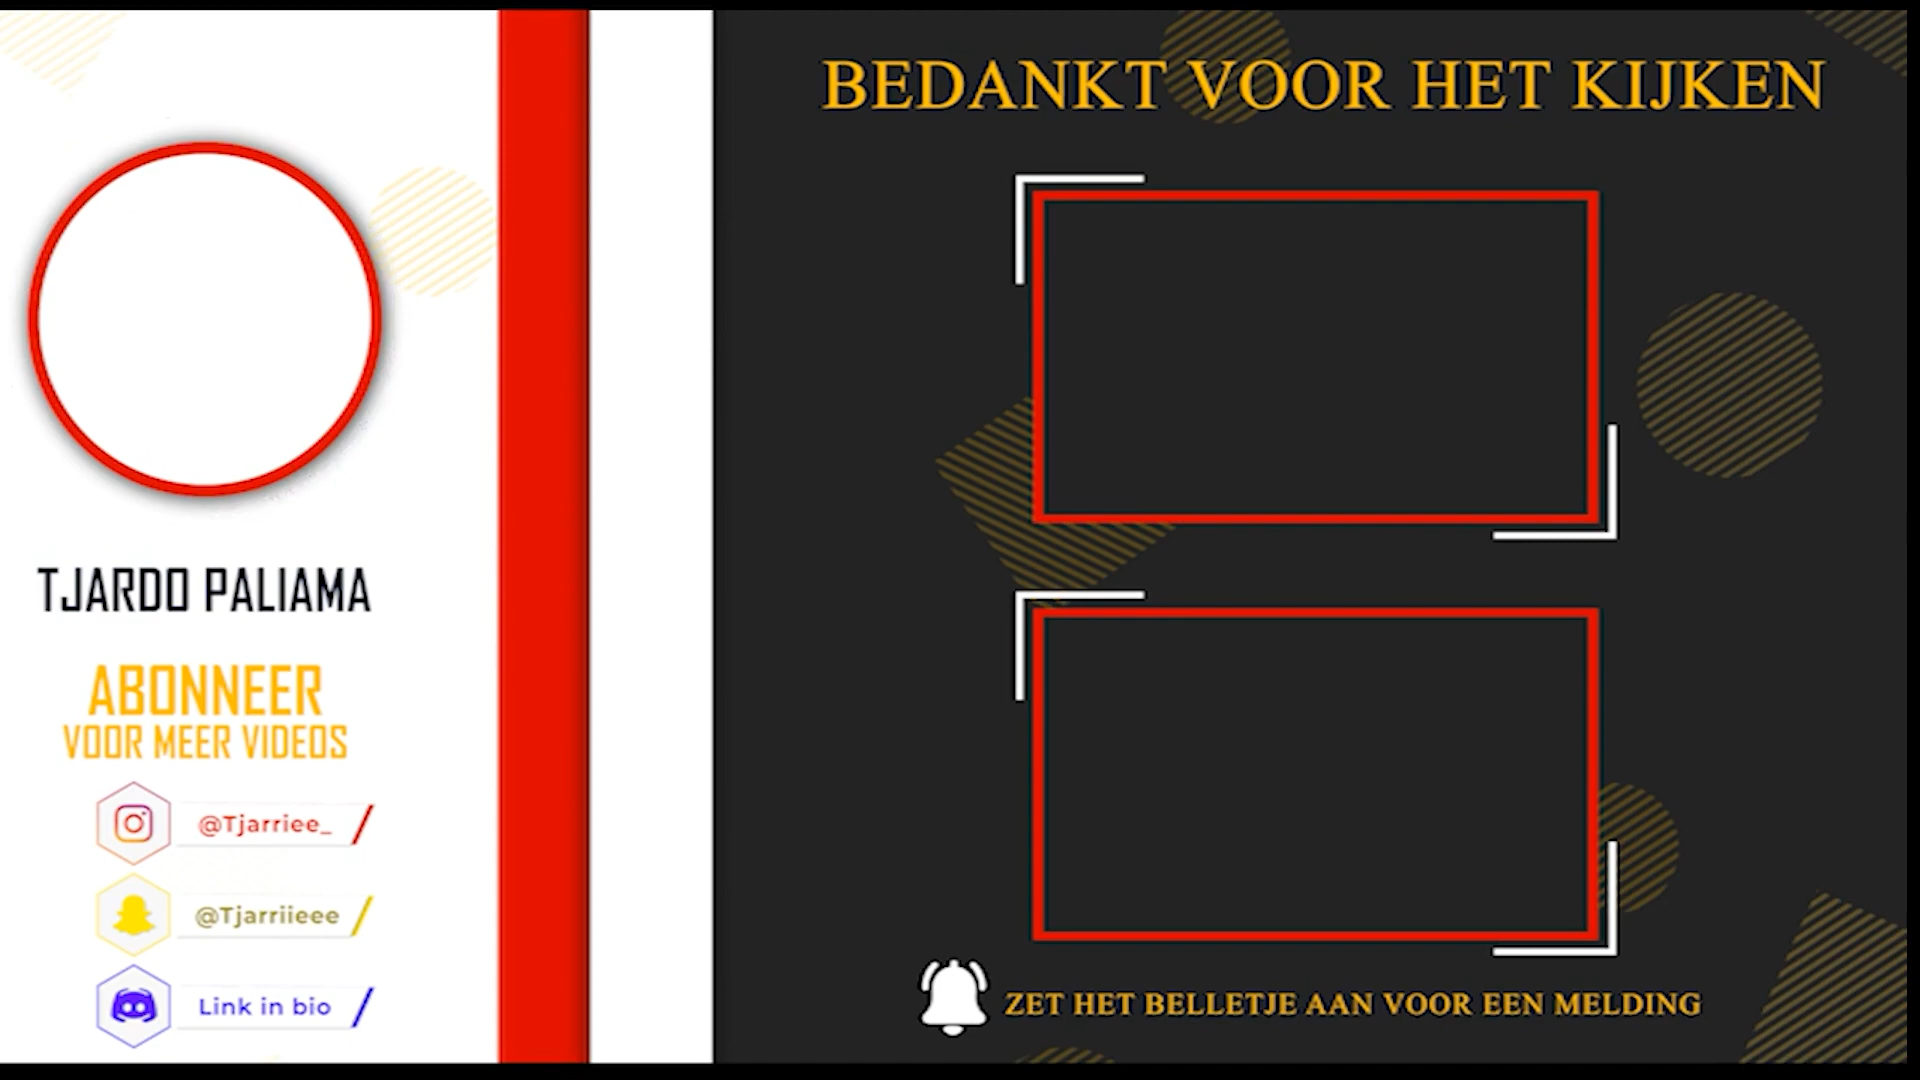 BEDANKT VOOR HET KIJKEN
TJARDO PALIAMA
ABONNEER
VOOR MEER VIDEOS
@Tjarriee_
@Tjarriieee
Link in bio
ZET HET BELLETJE AAN VOOR EEN MELDING